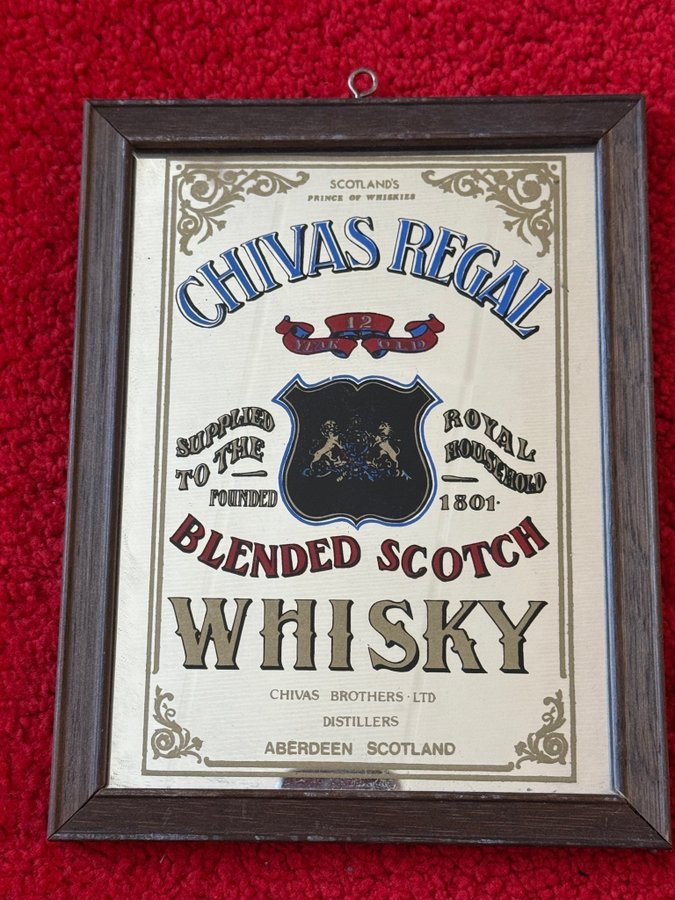 SCOTLAND'S
PRINCE OF WHISKIES
CHIVAS REGAL
12
YEAR OLD
SUPPLIED
TO THE
ROYAL
HOUSEHOLD
FOUNDED 1801.
BLENDED SCOTCH
WHISKY
CHIVAS BROTHERS·LTD
DISTILLERS
ABERDEEN SCOTLAND